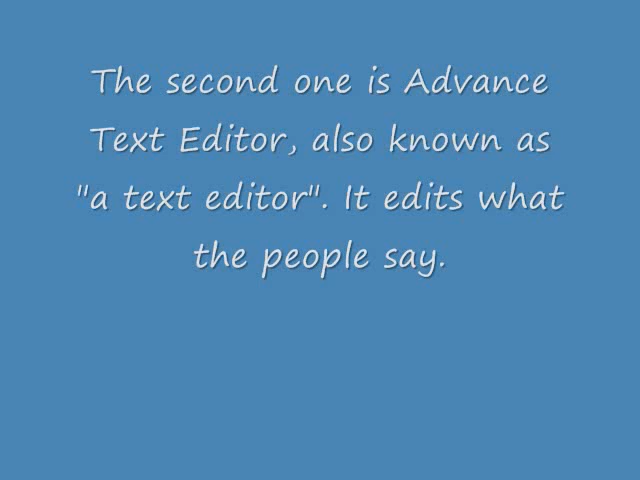 The second one is Advance
Text Editor, also known as
"a text editor". It edits what
the people say.